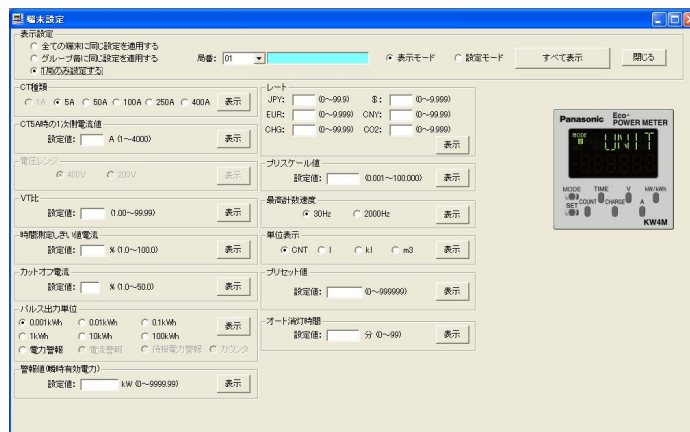 端末設定
表示設定
全ての端末に同じ設定を適用する
グループ毎に同じ設定を適用する
1局のみ設定する
局番: 01
表示モード 設定モード
すべて表示
閉じる
CT種類
1A 5A 50A 100A 250A 400A 表示
CT5A時の1次側電流値
設定値: A (1～4000) 表示
電圧レンジ
400V 200V 表示
VT比
設定値: (1.00～99.99) 表示
時間測定しきい値電流
設定値: % (1.0～100.0) 表示
カットオフ電流
設定値: % (1.0～50.0) 表示
パルス出力単位
0.001kWh 0.01kWh 0.1kWh 表示
1kWh 10kWh 100kWh
電力警報 電流警報 待機電力警報 カウンタ
警報値(瞬時有効電力)
設定値: kW (0～9999.99) 表示
レート
JPY: (0～99.9) $: (0～9.999)
EUR: (0～9.999) CNY: (0～9.999)
CHG: (0～99.99) CO2: (0～9.999)
表示
プリスケール値
設定値: (0.001～100.000) 表示
最高計数速度
30Hz 2000Hz 表示
単位表示
CNT l kl m3 表示
プリセット値
設定値: (0～999999) 表示
オート消灯時間
設定値: 分 (0～99) 表示
Panasonic Eco-POWER METER
MODE
UNIT
MODE TIME V kW/kWh
SET COUNT CHARGE A
KW4M